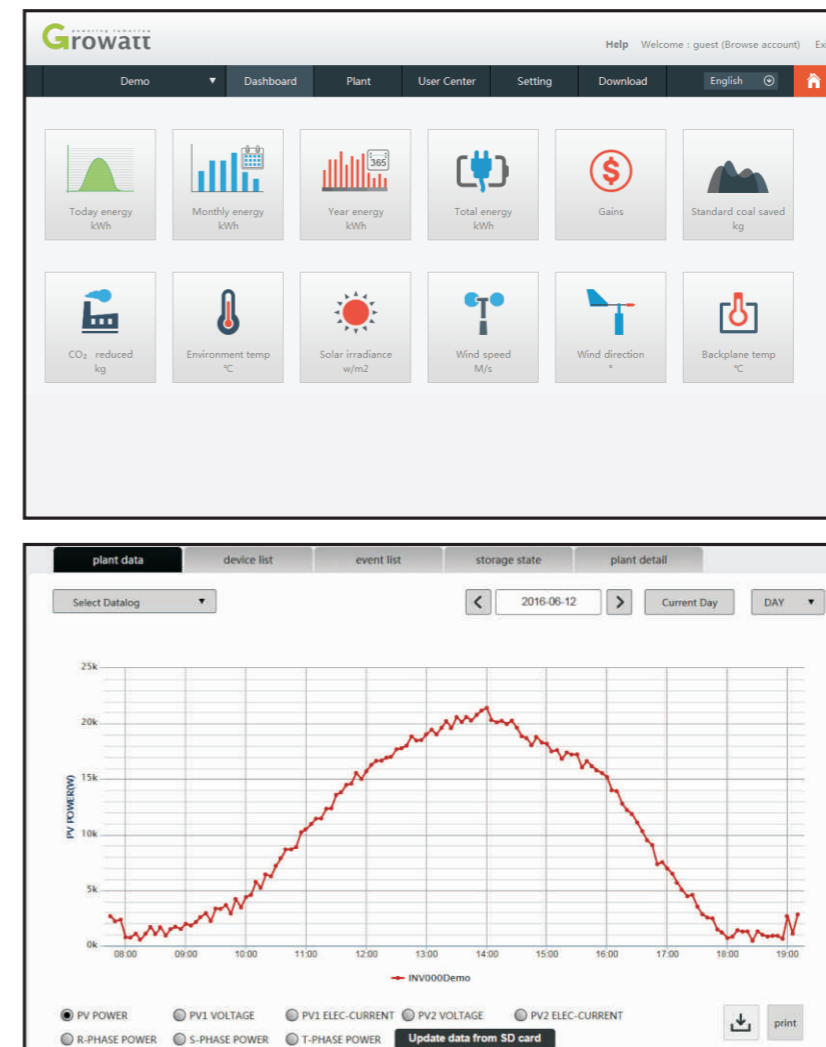 powering tomorrow
Growatt
Help Welcome : guest (Browse account) Exi
Demo ▼ Dashboard Plant User Center Setting Download English
365
Today energy Monthly energy Year energy Total energy Gains Standard coal saved
kWh kWh kWh kWh kg
CO₂ reduced Environment temp Solar irradiance Wind speed Wind direction Backplane temp
kg °C w/m2 M/s ° °C
plant data device list event list storage state plant detail
Select Datalog ▼ < 2016-06-12 > Current Day DAY ▼
25k
20k
15k
PV POWER(W)
10k
5k
0k
08:00 09:00 10:00 11:00 12:00 13:00 14:00 15:00 16:00 17:00 18:00 19:00
INV000Demo
PV POWER PV1 VOLTAGE PV1 ELEC-CURRENT PV2 VOLTAGE PV2 ELEC-CURRENT
print
R-PHASE POWER S-PHASE POWER T-PHASE POWER Update data from SD card